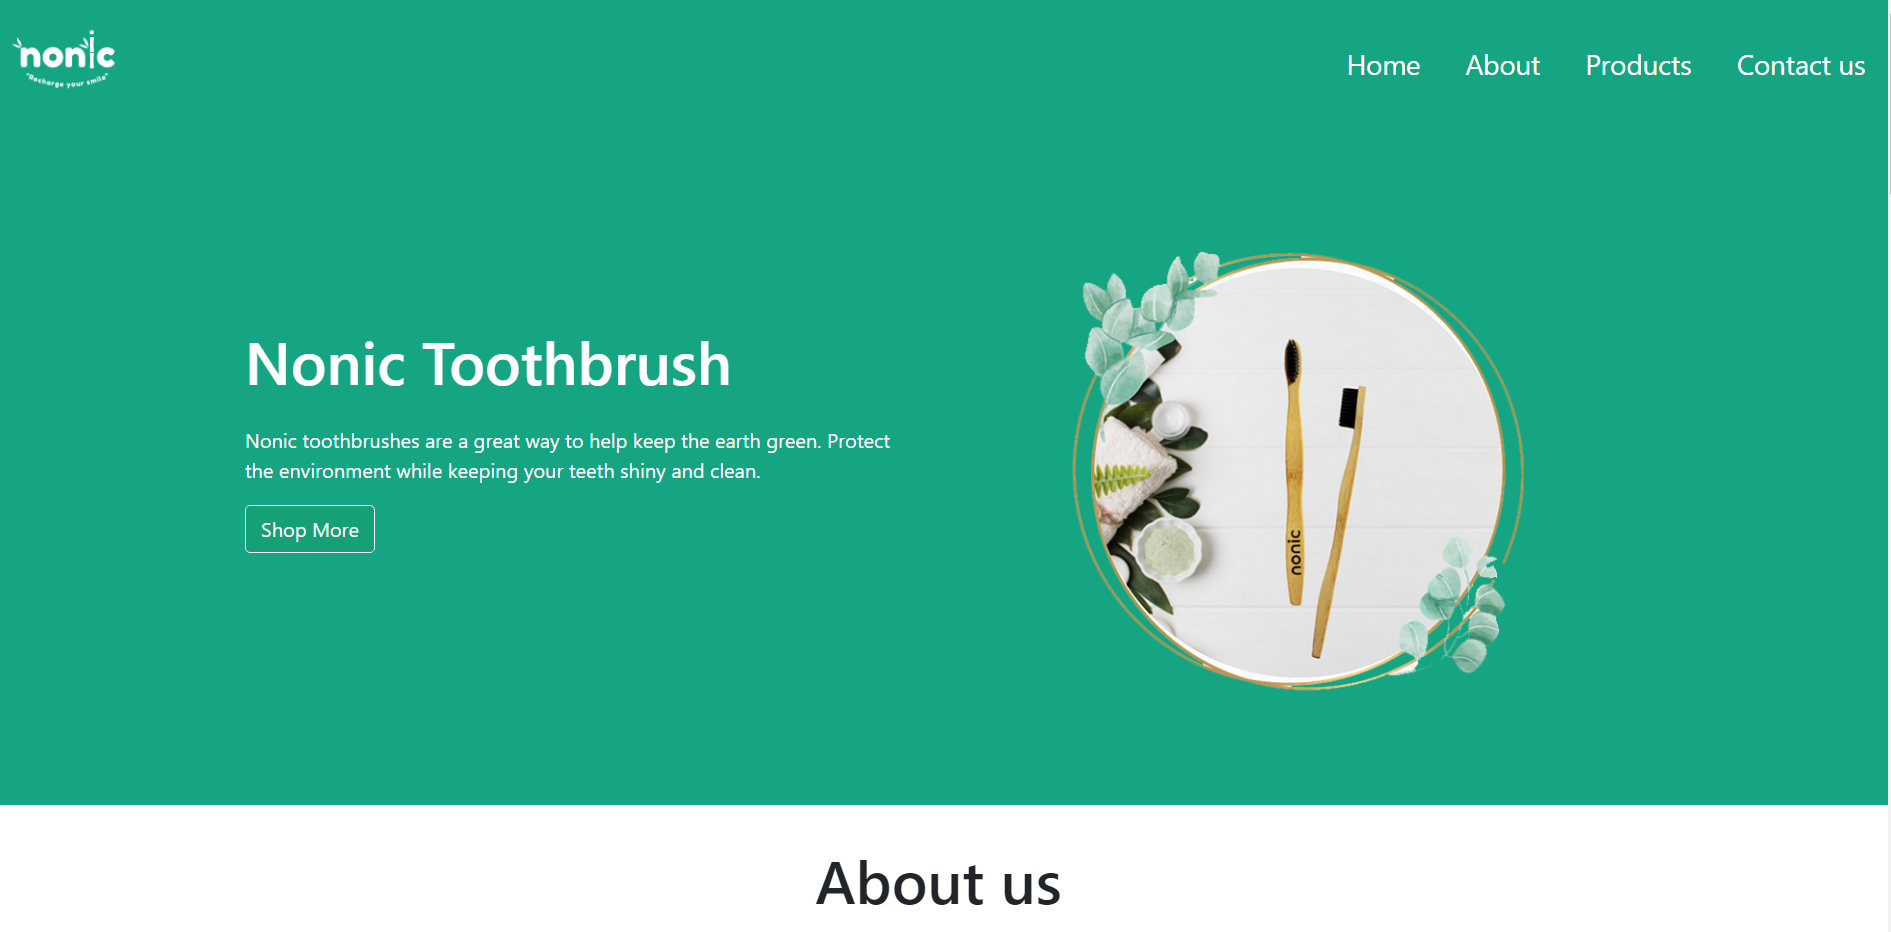 nonic
"Recharge your smile"
Home About Products Contact us
Nonic Toothbrush
Nonic toothbrushes are a great way to help keep the earth green. Protect
the environment while keeping your teeth shiny and clean.
Shop More
nonic
About us